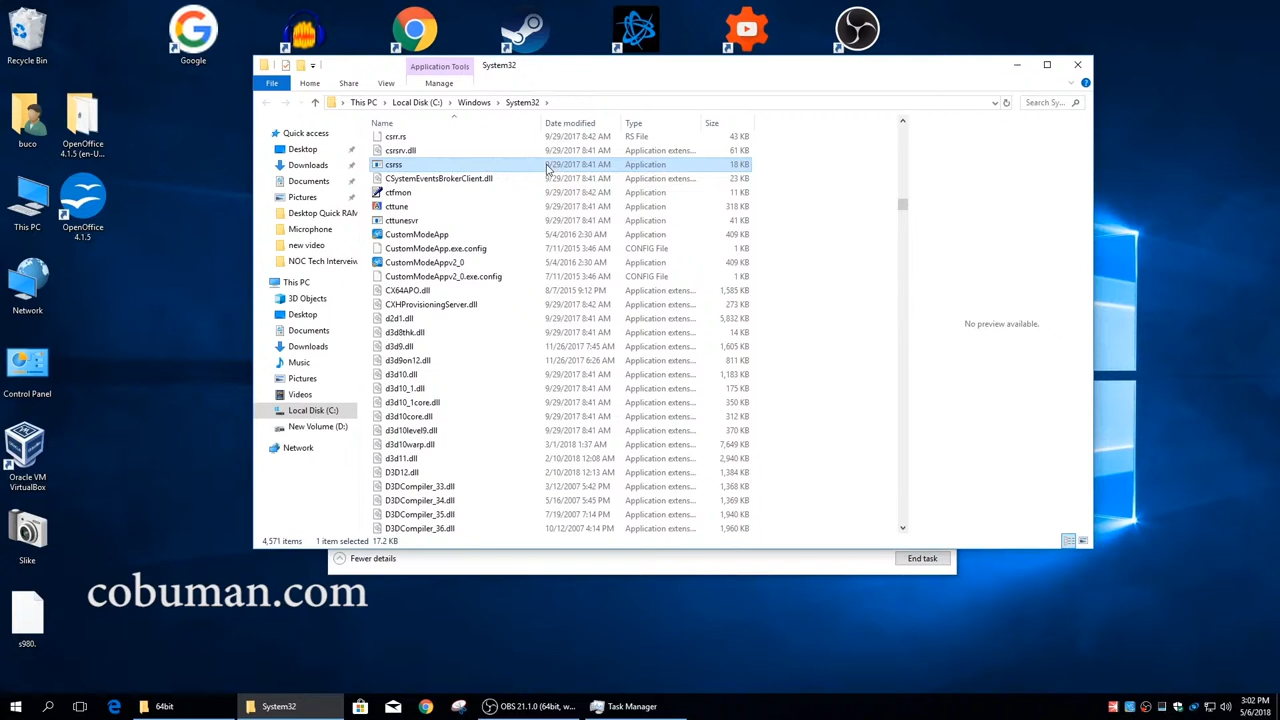 Recycle Bin
Google
System32
Application Tools
File
Home
Share
View
Manage
This PC
Local Disk (C:)
Windows
System32
Search Sy...
Name
Date modified
Type
Size
csrr.rs 9/29/2017 8:42 AM RS File 43 KB
csrsrv.dll 9/29/2017 8:41 AM Application extens... 61 KB
csrss 9/29/2017 8:41 AM Application 18 KB
CSystemEventsBrokerClient.dll 9/29/2017 8:41 AM Application extens... 23 KB
ctfmon 9/29/2017 8:42 AM Application 11 KB
cttune 9/29/2017 8:41 AM Application 318 KB
cttunesvr 9/29/2017 8:41 AM Application 41 KB
CustomModeApp 5/4/2016 2:30 AM Application 409 KB
CustomModeApp.exe.config 7/11/2015 3:46 AM CONFIG File 1 KB
CustomModeAppv2_0 5/4/2016 2:30 AM Application 409 KB
CustomModeAppv2_0.exe.config 7/11/2015 3:46 AM CONFIG File 1 KB
CX64APO.dll 8/7/2015 9:12 PM Application extens... 1,585 KB
CXHProvisioningServer.dll 9/29/2017 8:42 AM Application extens... 273 KB
d2d1.dll 9/29/2017 8:41 AM Application extens... 5,832 KB
d3d8thk.dll 9/29/2017 8:41 AM Application extens... 14 KB
d3d9.dll 11/26/2017 7:45 AM Application extens... 1,605 KB
d3d9on12.dll 11/26/2017 6:26 AM Application extens... 811 KB
d3d10.dll 9/29/2017 8:41 AM Application extens... 1,183 KB
d3d10_1.dll 9/29/2017 8:41 AM Application extens... 175 KB
d3d10_1core.dll 9/29/2017 8:41 AM Application extens... 350 KB
d3d10core.dll 9/29/2017 8:41 AM Application extens... 312 KB
d3d10level9.dll 9/29/2017 8:41 AM Application extens... 370 KB
d3d10warp.dll 3/1/2018 1:37 AM Application extens... 7,649 KB
d3d11.dll 2/10/2018 12:08 AM Application extens... 2,940 KB
D3D12.dll 2/10/2018 12:13 AM Application extens... 1,384 KB
D3DCompiler_33.dll 3/12/2007 5:42 PM Application extens... 1,368 KB
D3DCompiler_34.dll 5/16/2007 5:45 PM Application extens... 1,369 KB
D3DCompiler_35.dll 7/19/2007 7:14 PM Application extens... 1,940 KB
D3DCompiler_36.dll 10/12/2007 4:14 PM Application extens... 1,960 KB
Quick access
Desktop
Downloads
Documents
Pictures
Desktop Quick RAM
Microphone
new video
NOC Tech Interveiw
This PC
3D Objects
Desktop
Documents
Downloads
Music
Pictures
Videos
Local Disk (C:)
New Volume (D:)
Network
No preview available.
4,571 items 1 item selected 17.2 KB
Fewer details
End task
buco
OpenOffice
4.1.5 (en-U...
This PC
OpenOffice
4.1.5
Network
Control Panel
Oracle VM
VirtualBox
Slike
s980.
cobuman.com
64bit
System32
OBS 21.1.0 (64bit, w...
Task Manager
3:02 PM
5/6/2018